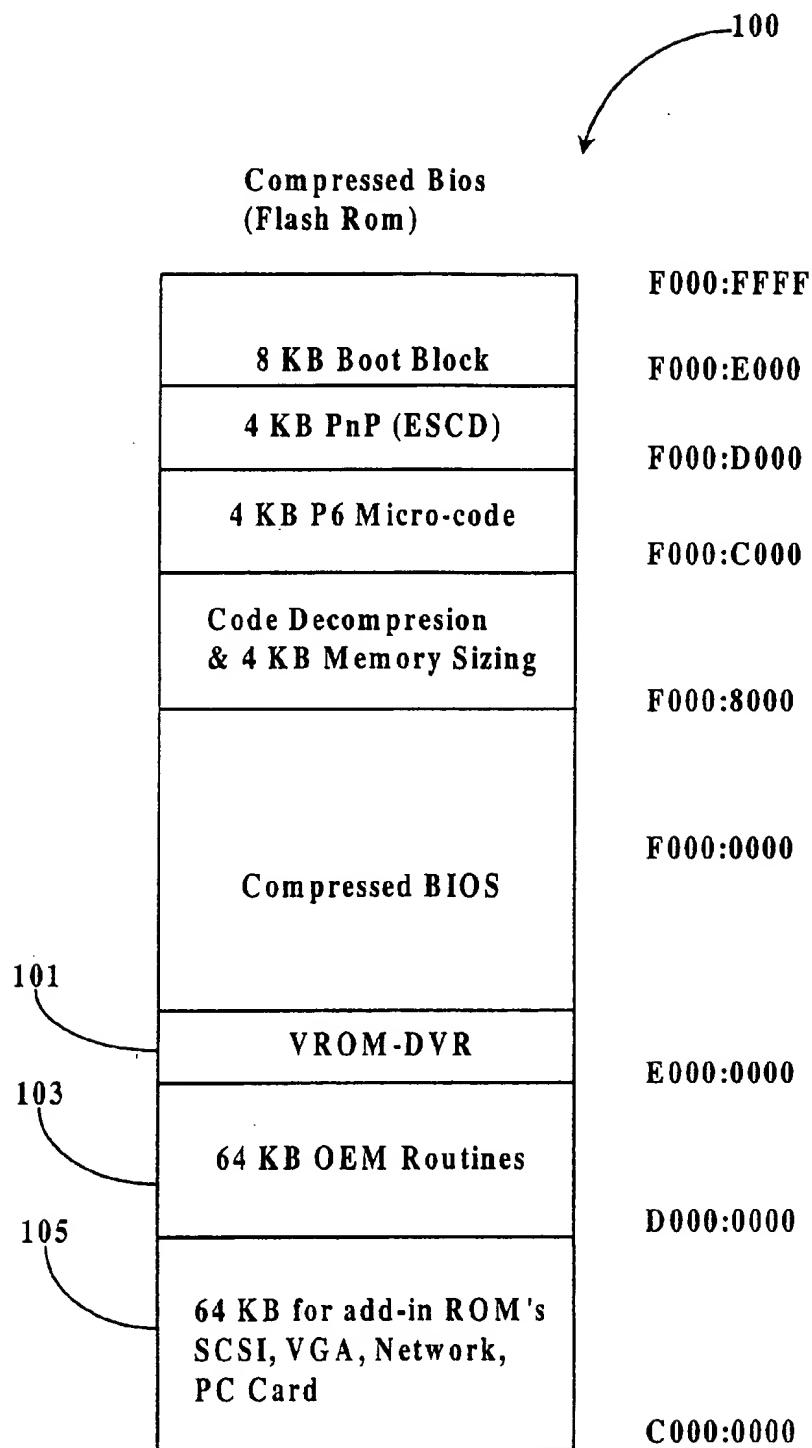 100
Compressed Bios
(Flash Rom)
F000:FFFF
8 KB Boot Block
F000:E000
4 KB PnP (ESCD)
F000:D000
4 KB P6 Micro-code
F000:C000
Code Decompresion
& 4 KB Memory Sizing
F000:8000
F000:0000
Compressed BIOS
101
VROM-DVR
E000:0000
103
64 KB OEM Routines
D000:0000
105
64 KB for add-in ROM's
SCSI, VGA, Network,
PC Card
C000:0000